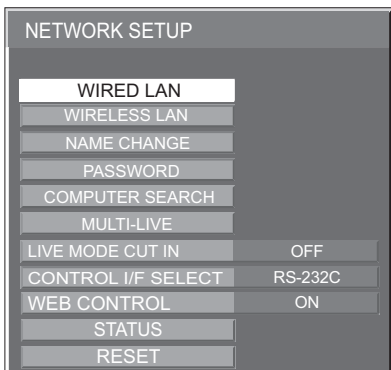 NETWORK SETUP
WIRED LAN
WIRELESS LAN
NAME CHANGE
PASSWORD
COMPUTER SEARCH
MULTI-LIVE
LIVE MODE CUT IN OFF
CONTROL I/F SELECT RS-232C
WEB CONTROL ON
STATUS
RESET